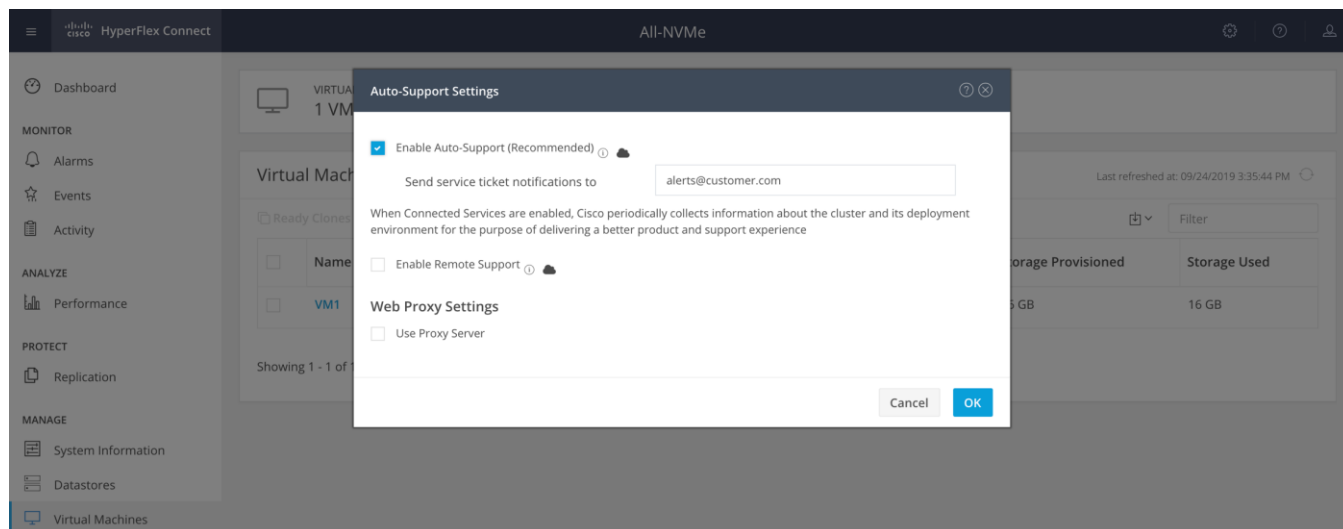 cisco HyperFlex Connect
All-NVMe
Dashboard
MONITOR
Alarms
Events
Activity
ANALYZE
Performance
PROTECT
Replication
MANAGE
System Information
Datastores
Virtual Machines
VIRTUA
1 VM
Virtual Mach
Last refreshed at: 09/24/2019 3:35:44 PM
Ready Clones
Filter
Name
orage Provisioned
Storage Used
VM1
GB
16 GB
Showing 1 - 1 of 1
Auto-Support Settings
Enable Auto-Support (Recommended)
Send service ticket notifications to
alerts@customer.com
When Connected Services are enabled, Cisco periodically collects information about the cluster and its deployment
environment for the purpose of delivering a better product and support experience
Enable Remote Support
Web Proxy Settings
Use Proxy Server
Cancel
OK